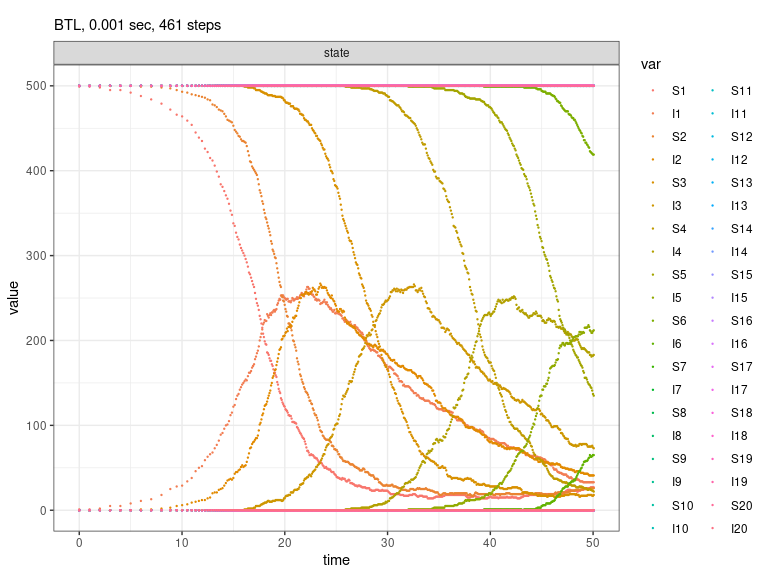 BTL, 0.001 sec, 461 steps
state
value
500
400
300
200
100
0
0 10 20 30 40 50
time
var
S1 S11
I1 I11
S2 S12
I2 I12
S3 S13
I3 I13
S4 S14
I4 I14
S5 S15
I5 I15
S6 S16
I6 I16
S7 S17
I7 I17
S8 S18
I8 I18
S9 S19
I9 I19
S10 S20
I10 I20